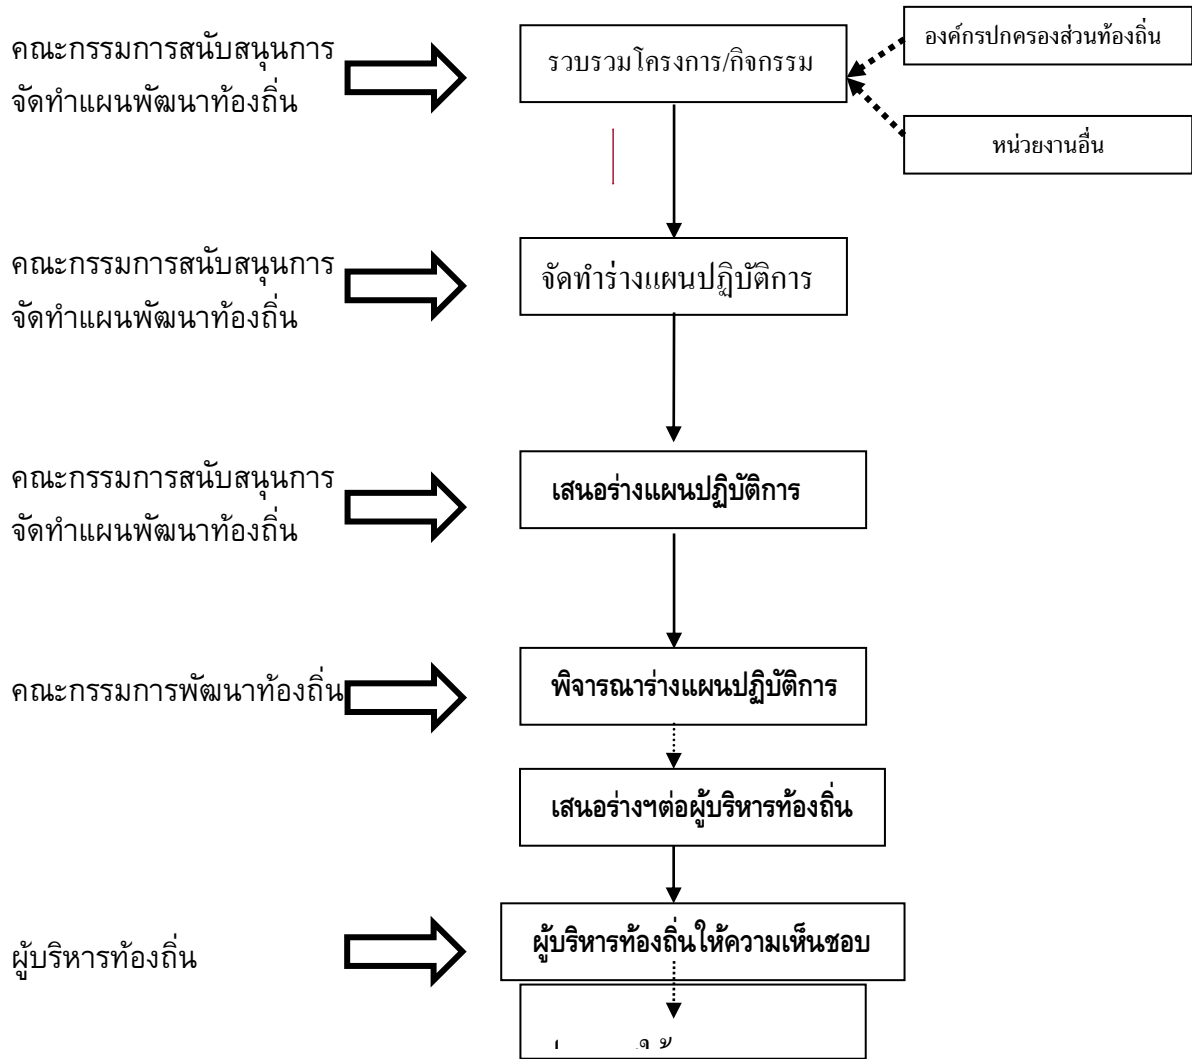 คณะกรรมการสนับสนุนการ
จัดทำแผนพัฒนาท้องถิ่น
รวบรวมโครงการ/กิจกรรม
องค์กรปกครองส่วนท้องถิ่น
หน่วยงานอื่น
คณะกรรมการสนับสนุนการ
จัดทำแผนพัฒนาท้องถิ่น
จัดทำร่างแผนปฏิบัติการ
คณะกรรมการสนับสนุนการ
จัดทำแผนพัฒนาท้องถิ่น
เสนอร่างแผนปฏิบัติการ
คณะกรรมการพัฒนาท้องถิ่น
พิจารณาร่างแผนปฏิบัติการ
เสนอร่างฯต่อผู้บริหารท้องถิ่น
ผู้บริหารท้องถิ่น
ผู้บริหารท้องถิ่นให้ความเห็นชอบ